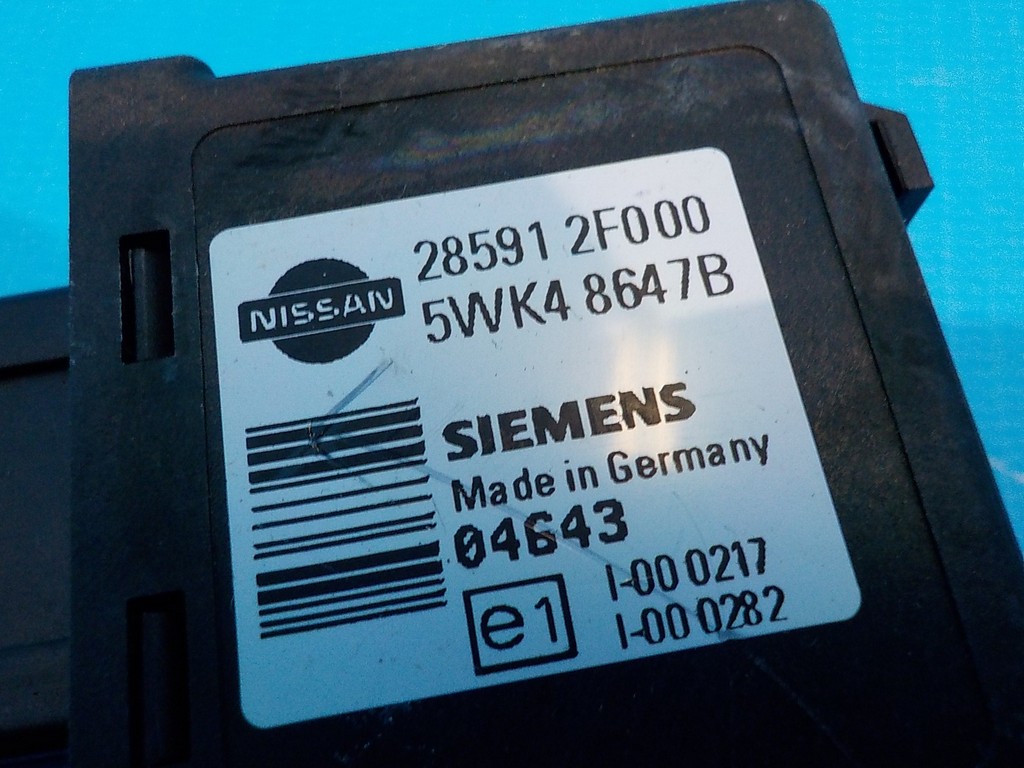 NISSAN
28591 2F000
5WK4 8647B
SIEMENS
Made in Germany
04643
e1
I-00 0217
I-00 0282